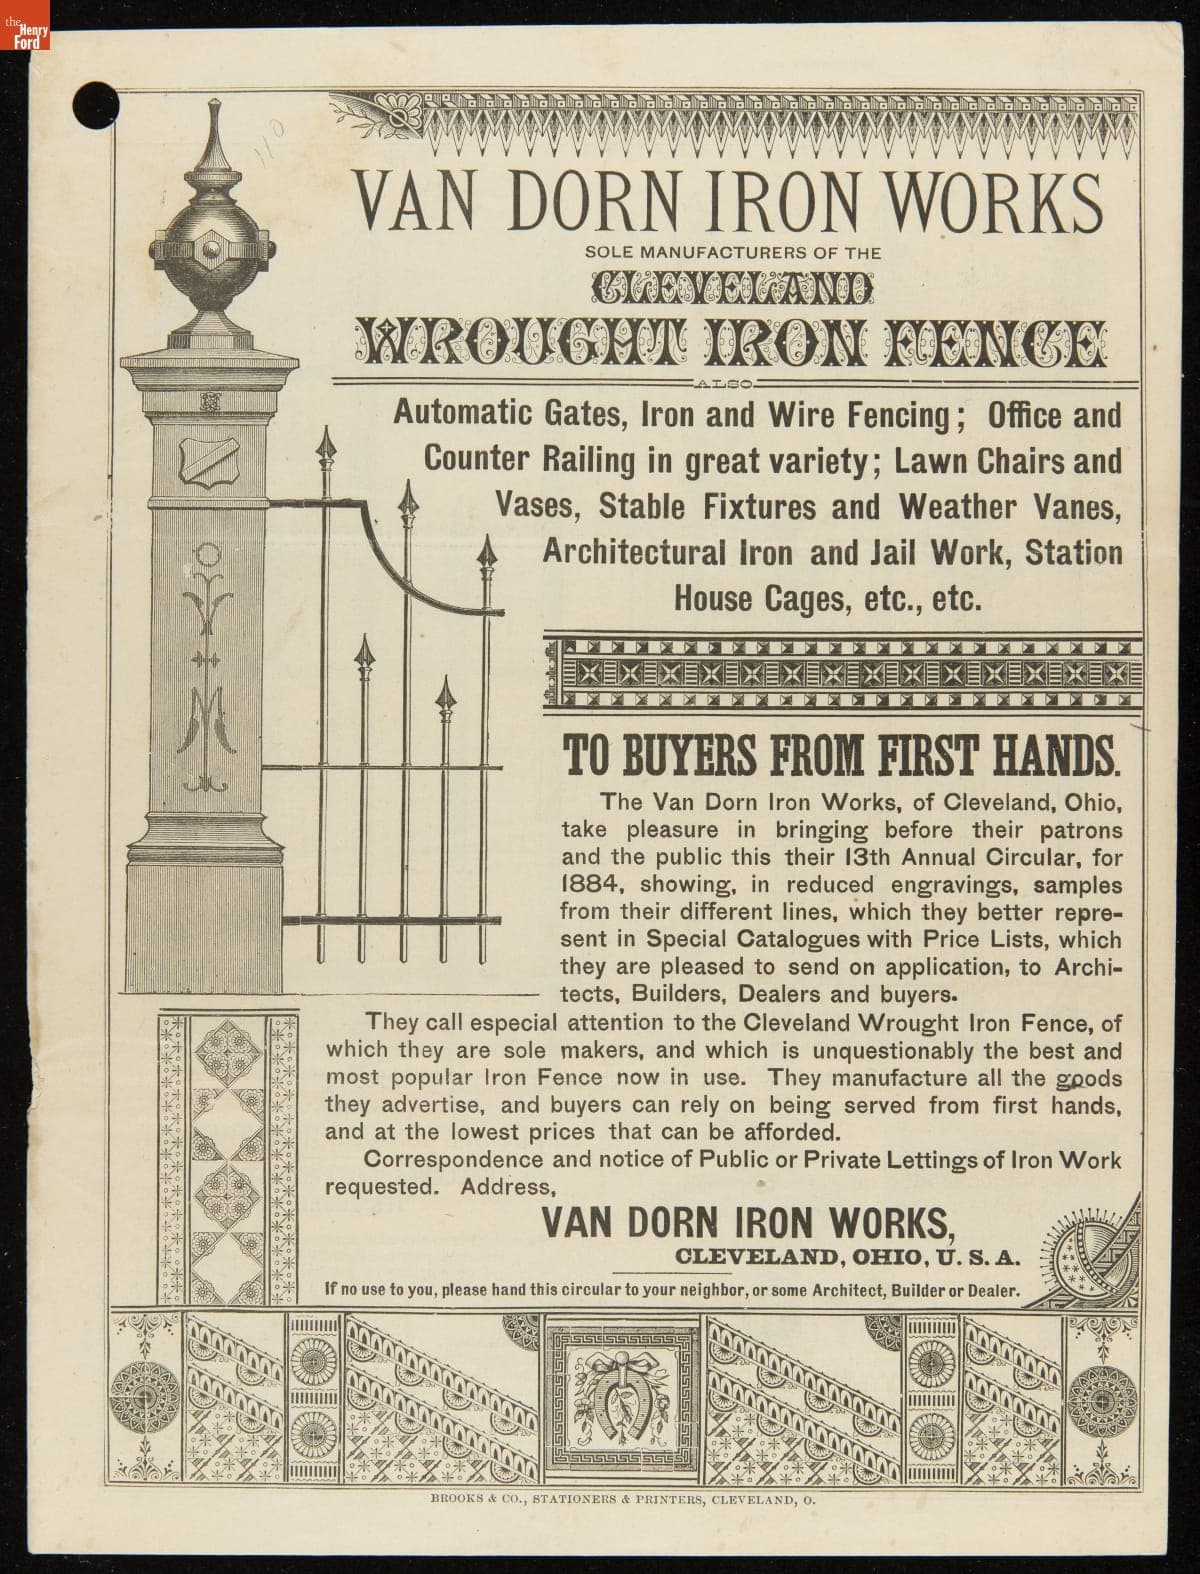 the
Henry
Ford
110
VAN DORN IRON WORKS
SOLE MANUFACTURERS OF THE
CLEVELAND
WROUGHT IRON FENCE
ALSO
Automatic Gates, Iron and Wire Fencing; Office and
Counter Railing in great variety; Lawn Chairs and
Vases, Stable Fixtures and Weather Vanes,
Architectural Iron and Jail Work, Station
House Cages, etc., etc.
TO BUYERS FROM FIRST HANDS.
The Van Dorn Iron Works, of Cleveland, Ohio,
take pleasure in bringing before their patrons
and the public this their 13th Annual Circular, for
1884, showing, in reduced engravings, samples
from their different lines, which they better repre-
sent in Special Catalogues with Price Lists, which
they are pleased to send on application, to Archi-
tects, Builders, Dealers and buyers.
They call especial attention to the Cleveland Wrought Iron Fence, of
which they are sole makers, and which is unquestionably the best and
most popular Iron Fence now in use. They manufacture all the goods
they advertise, and buyers can rely on being served from first hands,
and at the lowest prices that can be afforded.
Correspondence and notice of Public or Private Lettings of Iron Work
requested. Address,
VAN DORN IRON WORKS,
CLEVELAND, OHIO, U. S. A.
If no use to you, please hand this circular to your neighbor, or some Architect, Builder or Dealer.
BROOKS & CO., STATIONERS & PRINTERS, CLEVELAND, O.